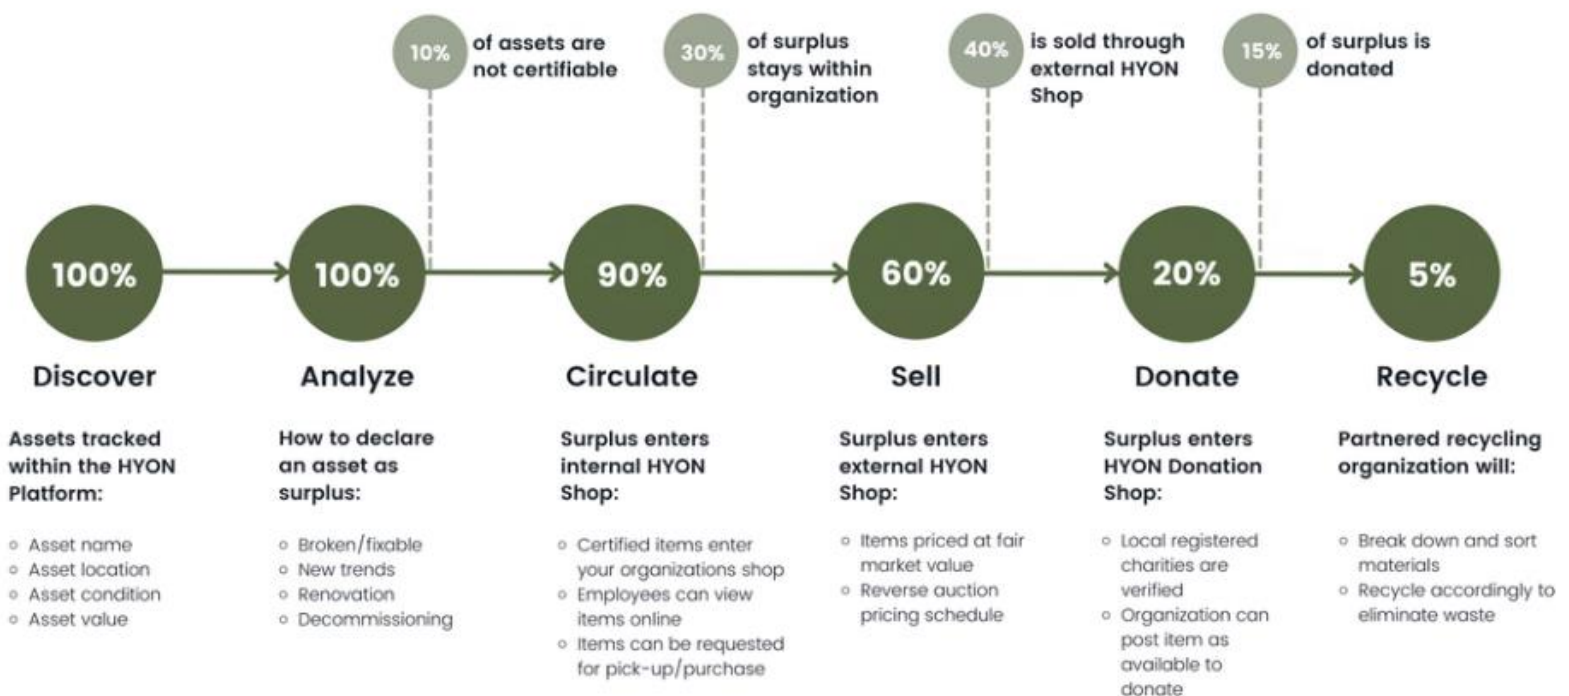 10%
of assets are
not certifiable
30%
of surplus
stays within
organization
40%
is sold through
external HYON
Shop
15%
of surplus is
donated
100%
100%
90%
60%
20%
5%
Discover
Analyze
Circulate
Sell
Donate
Recycle
Assets tracked
within the HYON
Platform:
○ Asset name
○ Asset location
○ Asset condition
○ Asset value
How to declare
an asset as
surplus:
○ Broken/fixable
○ New trends
○ Renovation
○ Decommissioning
Surplus enters
internal HYON
Shop:
○ Certified items enter
your organizations shop
○ Employees can view
items online
○ Items can be requested
for pick-up/purchase
Surplus enters
external HYON
Shop:
○ Items priced at fair
market value
○ Reverse auction
pricing schedule
Surplus enters
HYON Donation
Shop:
○ Local registered
charities are
verified
○ Organization can
post item as
available to
donate
Partnered recycling
organization will:
○ Break down and sort
materials
○ Recycle accordingly to
eliminate waste